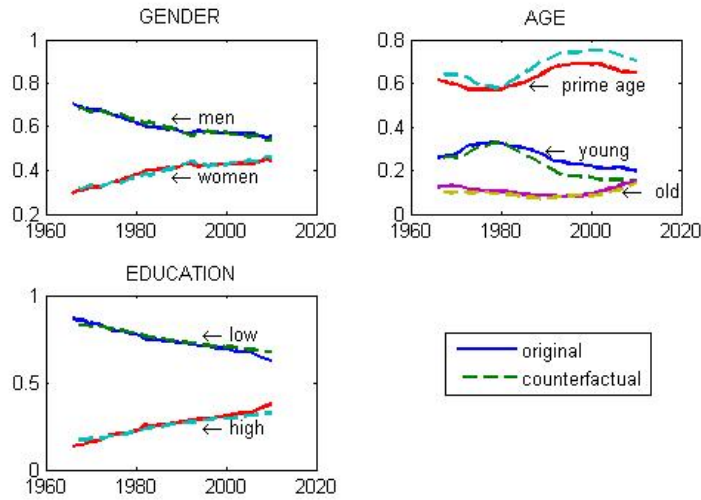 GENDER
1
0.8
0.6
0.4
0.2
← men
← women
1960 1980 2000 2020
AGE
0.8
0.6
0.4
0.2
0
← prime age
← young
← old
1960 1980 2000 2020
EDUCATION
1
0.5
0
← low
← high
1960 1980 2000 2020
original
counterfactual